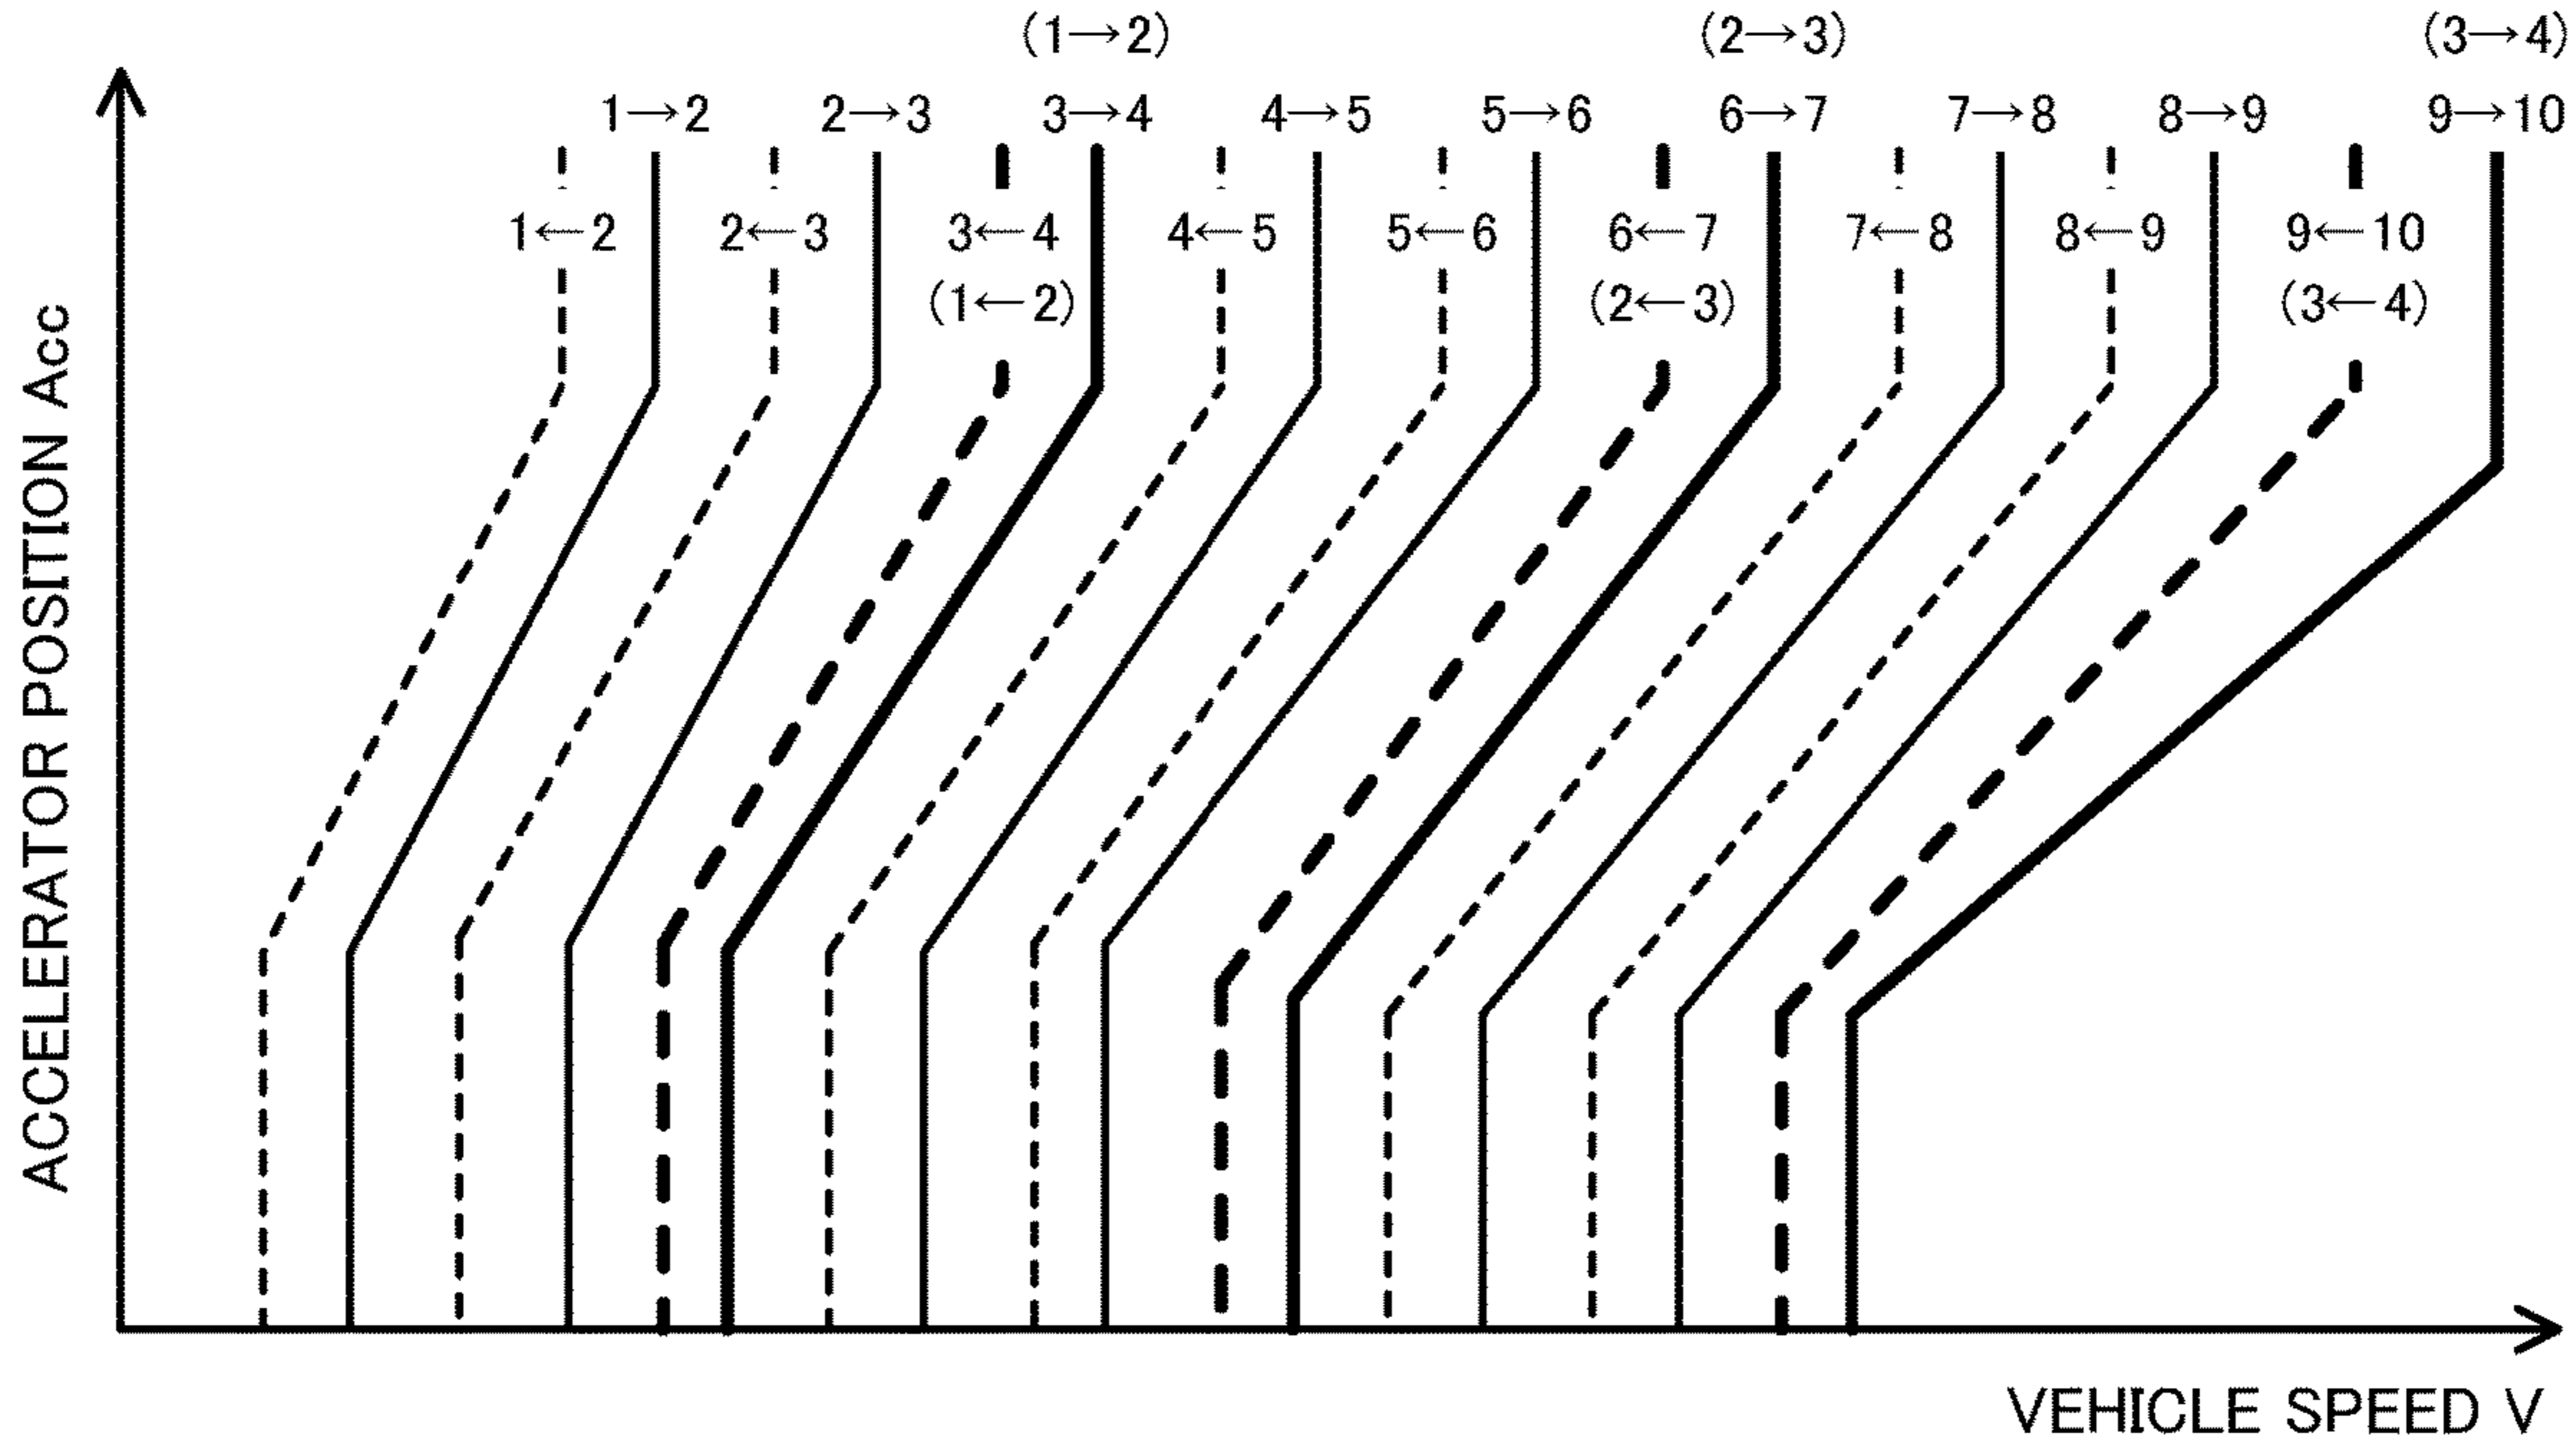 (1→2) (2→3) (3→4)
1→2 2→3 3→4 4→5 5→6 6→7 7→8 8→9 9→10
1←2 2←3 3←4 4←5 5←6 6←7 7←8 8←9 9←10
(1←2) (2←3) (3←4)
ACCELERATOR POSITION Acc
VEHICLE SPEED V